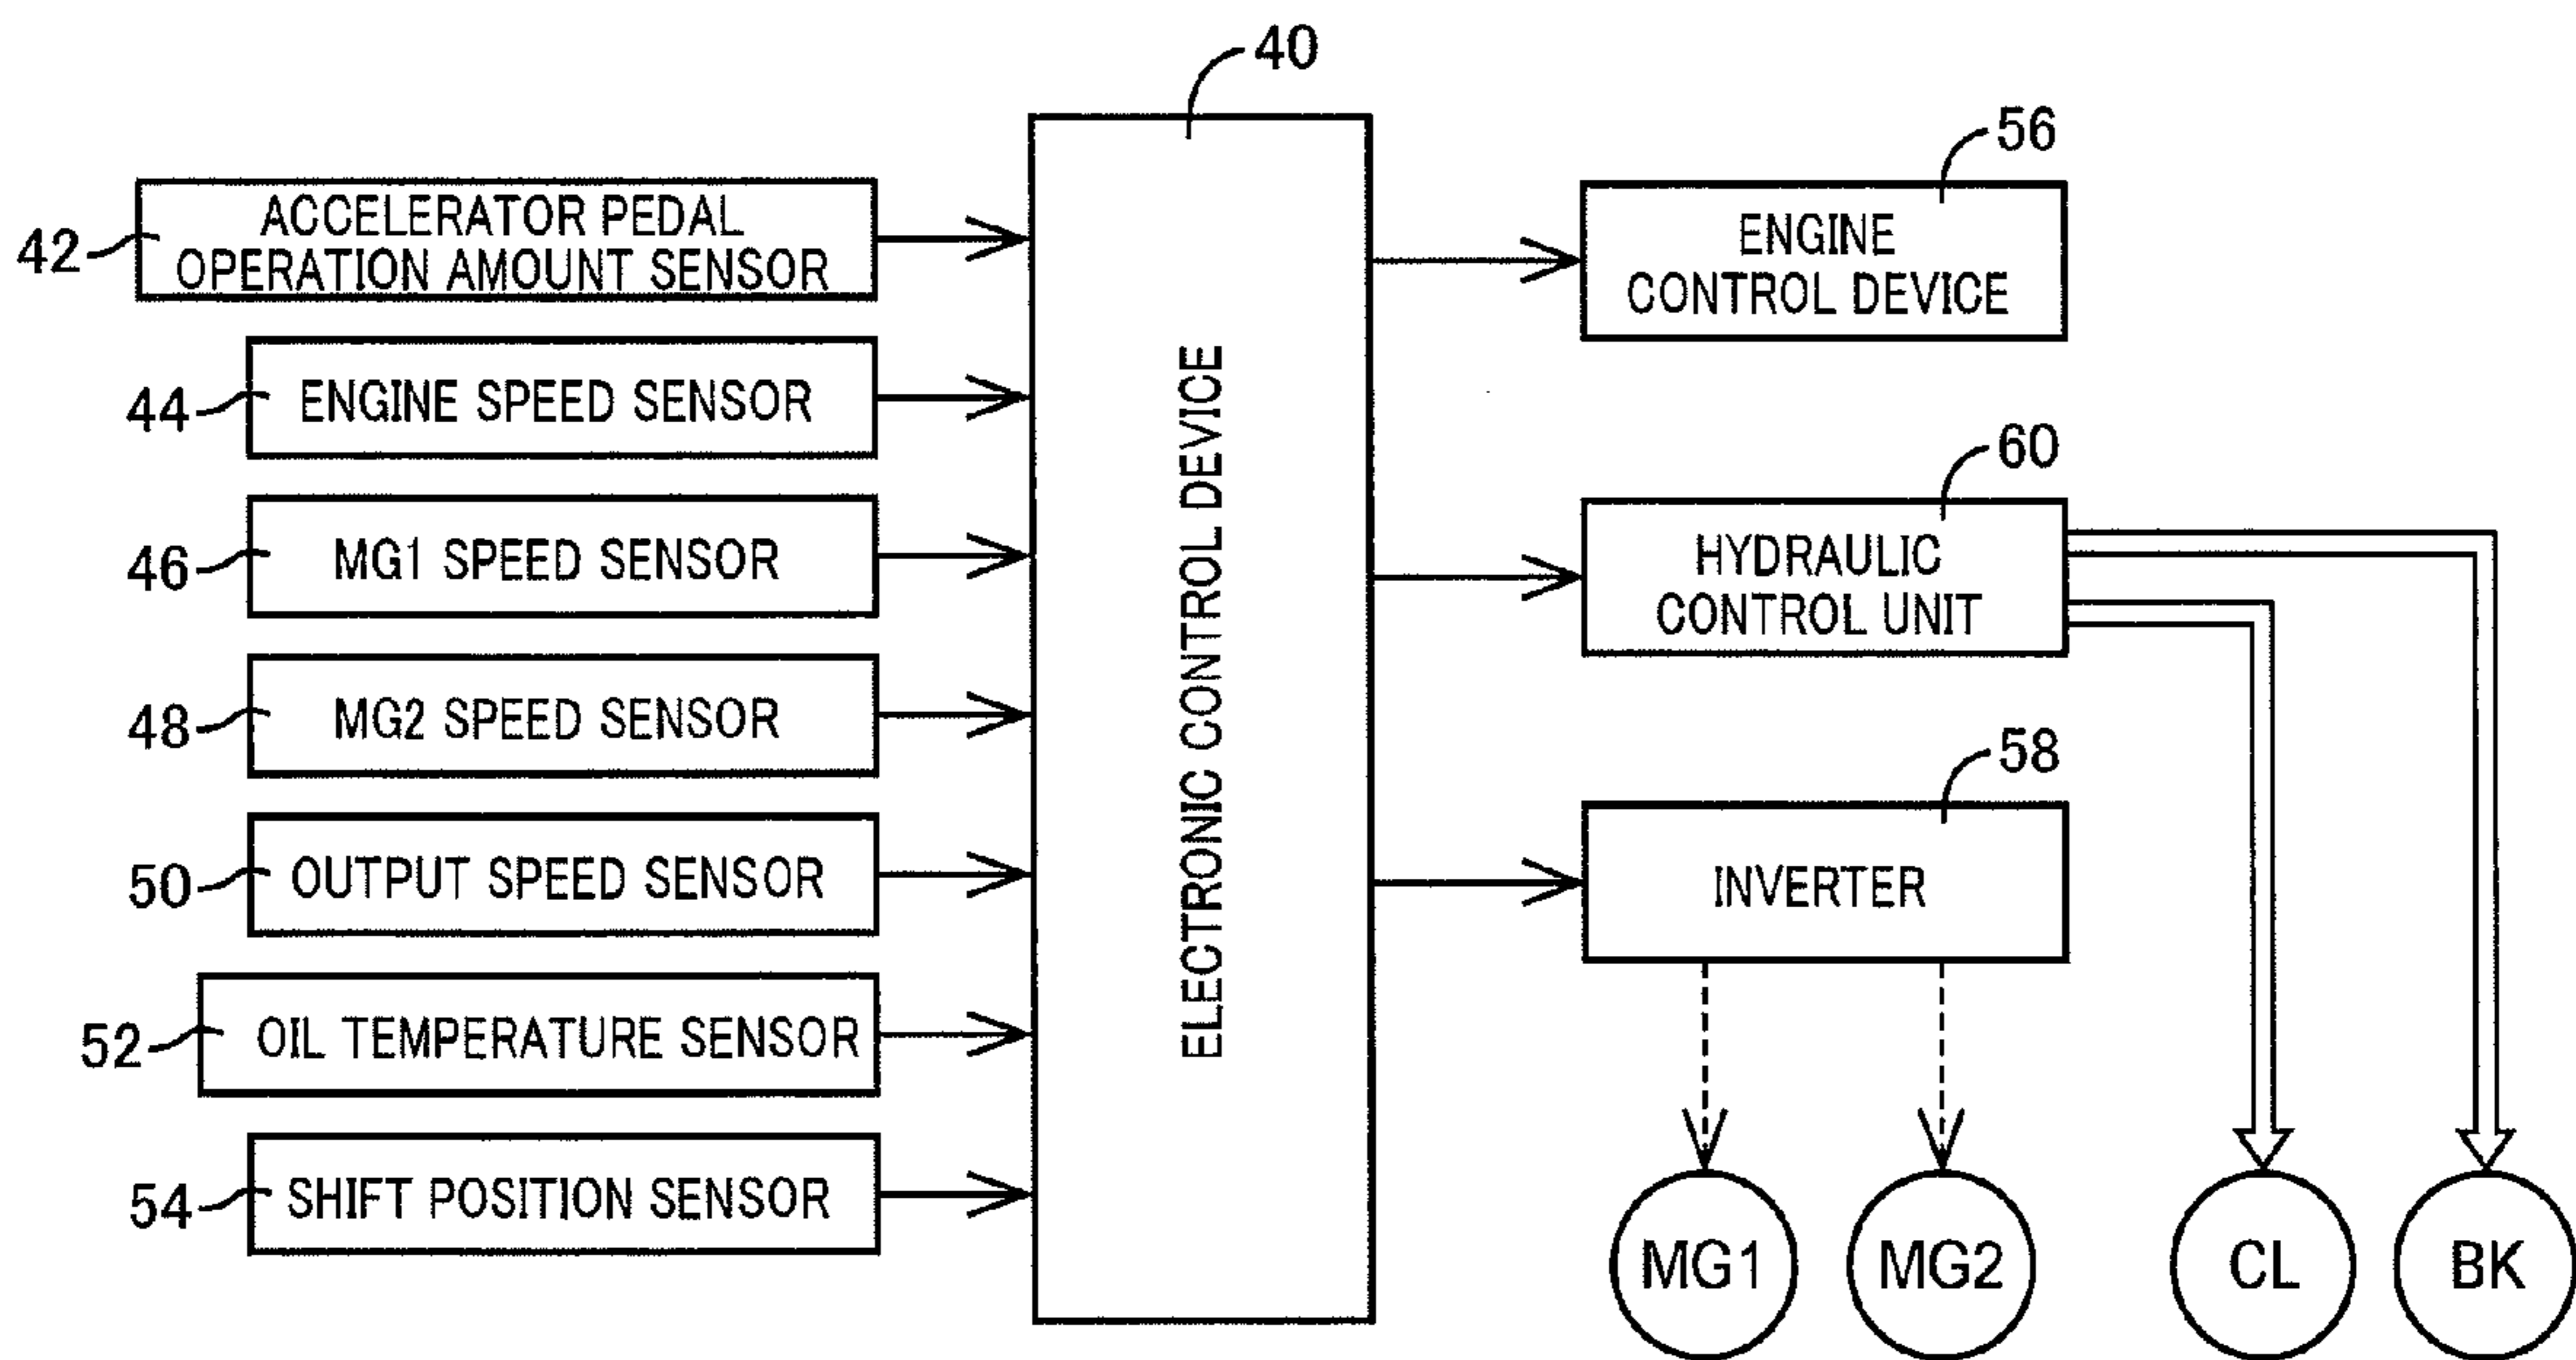 40
42
ACCELERATOR PEDAL
OPERATION AMOUNT SENSOR
44
ENGINE SPEED SENSOR
46
MG1 SPEED SENSOR
48
MG2 SPEED SENSOR
50
OUTPUT SPEED SENSOR
52
OIL TEMPERATURE SENSOR
54
SHIFT POSITION SENSOR
ELECTRONIC CONTROL DEVICE
56
ENGINE
CONTROL DEVICE
60
HYDRAULIC
CONTROL UNIT
58
INVERTER
MG1
MG2
CL
BK